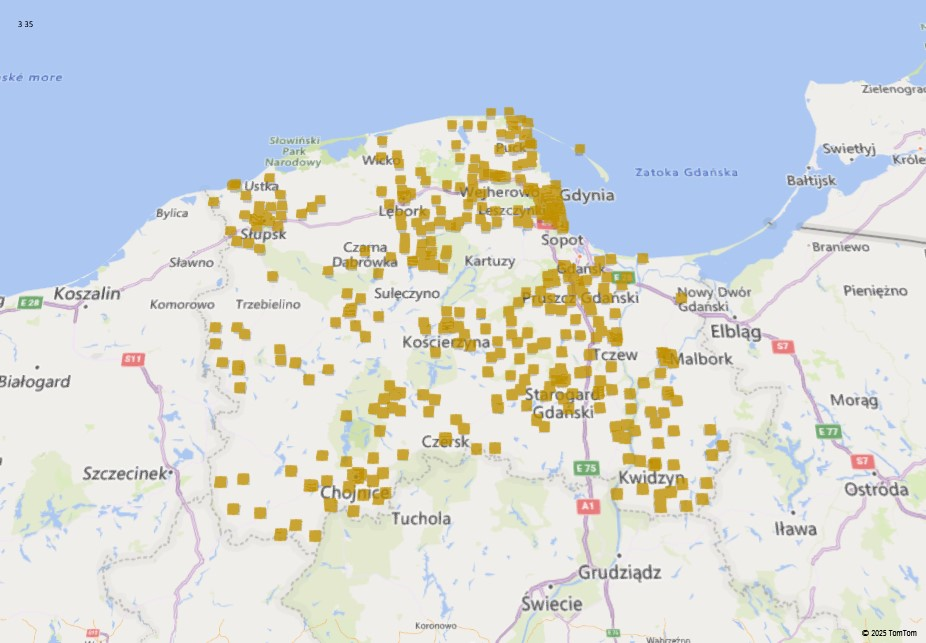 3 35
Zielenograd
ské more
Słowiński
Park
Narodowy
Puck
Swietłyj
Wicko
Zatoka Gdańska
Bałtijsk
Ustka
Wejherowo
Gdynia
Bylica
Lębork
Leszczynki
Słupsk
Sopot
Braniewo
Czarna
Dąbrówka
Kartuzy
Sławno
Gdańsk
Pieniężno
Koszalin
Sulęczyno
Pruszcz Gdański
Nowy Dwór
Gdański
E 28
Komorowo
Trzebielino
Elbląg
Kościerzyna
S7
S11
Tczew
Malbork
Białogard
Starogard
Gdański
Morąg
E 77
Czersk
S7
Szczecinek
E 75
Kwidzyn
Ostróda
Chojnice
A1
Tuchola
Iława
Grudziądz
Świecie
Koronowo
© 2025 TomTom